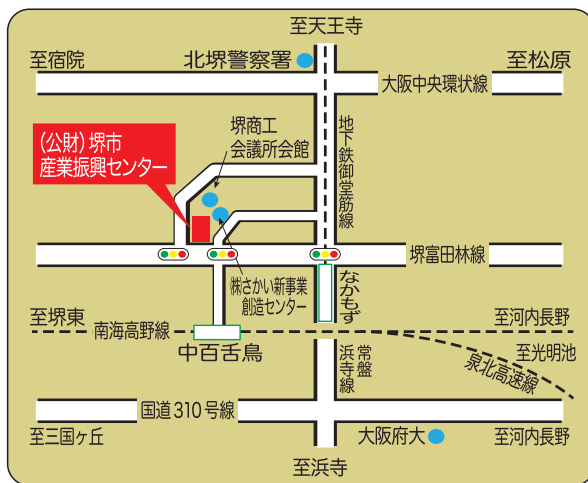 至天王寺
至宿院
北堺警察署
至松原
大阪中央環状線
堺商工
会議所会館
地下鉄御堂筋線
(公財)堺市
産業振興センター
堺富田林線
㈱さかい新事業
創造センター
なかもず
至堺東
南海高野線
至河内長野
中百舌鳥
至光明池
常盤
浜寺線
泉北高速線
国道310号線
至三国ヶ丘
大阪府大
至河内長野
至浜寺